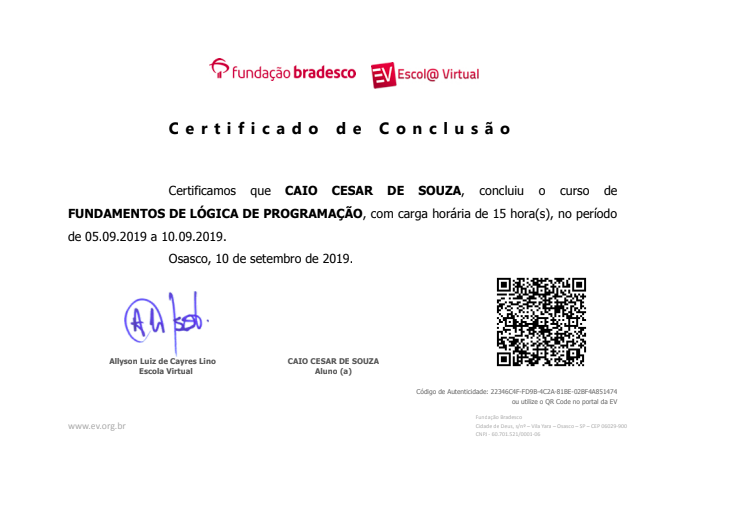 fundação bradesco EV Escol@ Virtual
Certificado de Conclusão
Certificamos que CAIO CESAR DE SOUZA, concluiu o curso de
FUNDAMENTOS DE LÓGICA DE PROGRAMAÇÃO, com carga horária de 15 hora(s), no período
de 05.09.2019 a 10.09.2019.
Osasco, 10 de setembro de 2019.
Allyson Luiz de Cayres Lino
Escola Virtual
CAIO CESAR DE SOUZA
Aluno (a)
Código de Autenticidade: 22346C4F-FD9B-4C2A-81BE-02BF4A851474
ou utilize o QR Code no portal da EV
www.ev.org.br
Fundação Bradesco
Cidade de Deus, s/nº – Vila Yara – Osasco – SP – CEP 06029-900
CNPJ - 60.701.521/0001-06